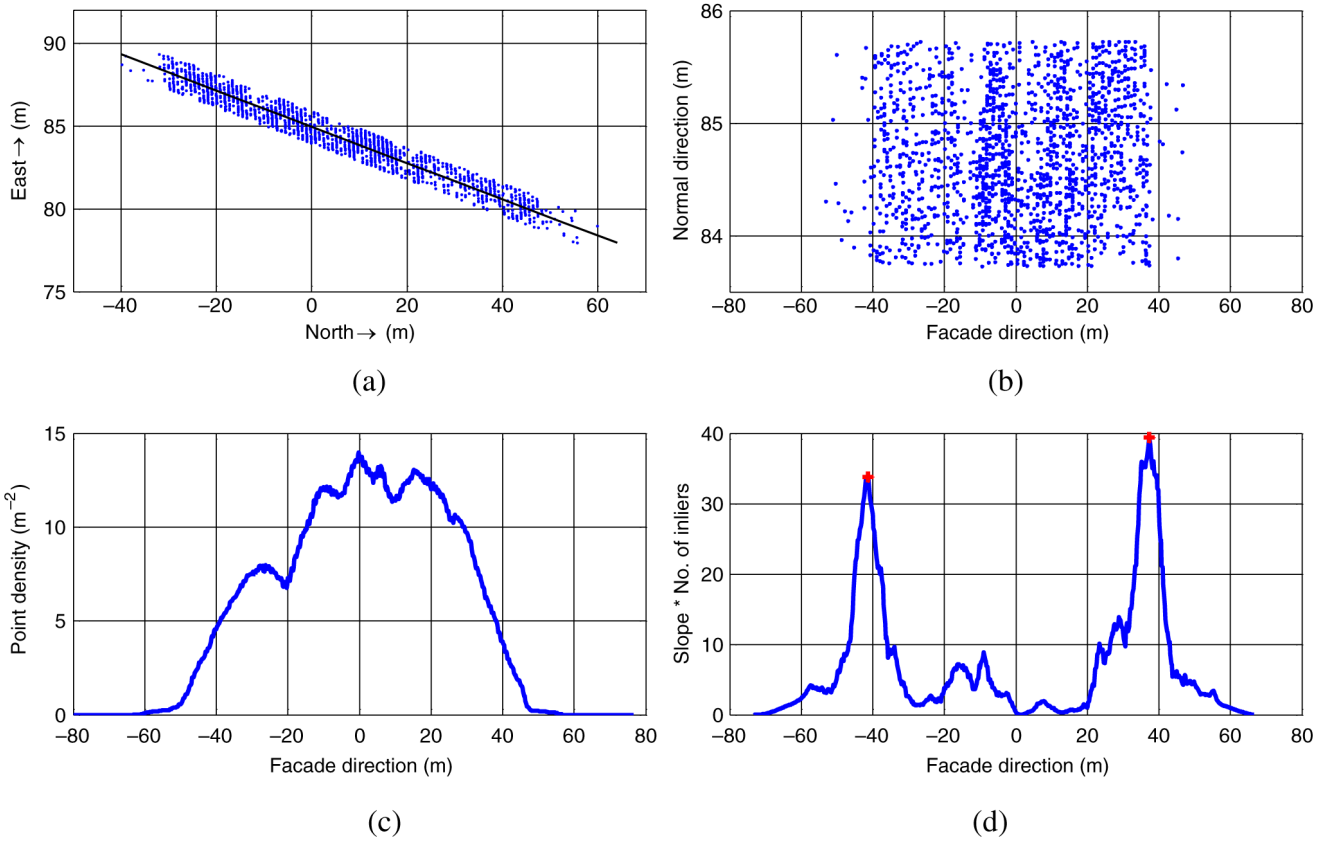 90
85
80
75
East→ (m)
−40 −20 0 20 40 60
North→ (m)
(a)
86
85
84
Normal direction (m)
−80 −60 −40 −20 0 20 40 60 80
Facade direction (m)
(b)
15
10
5
0
Point density (m−2)
−80 −60 −40 −20 0 20 40 60 80
Facade direction (m)
(c)
40
30
20
10
0
Slope * No. of inliers
−80 −60 −40 −20 0 20 40 60 80
Facade direction (m)
(d)